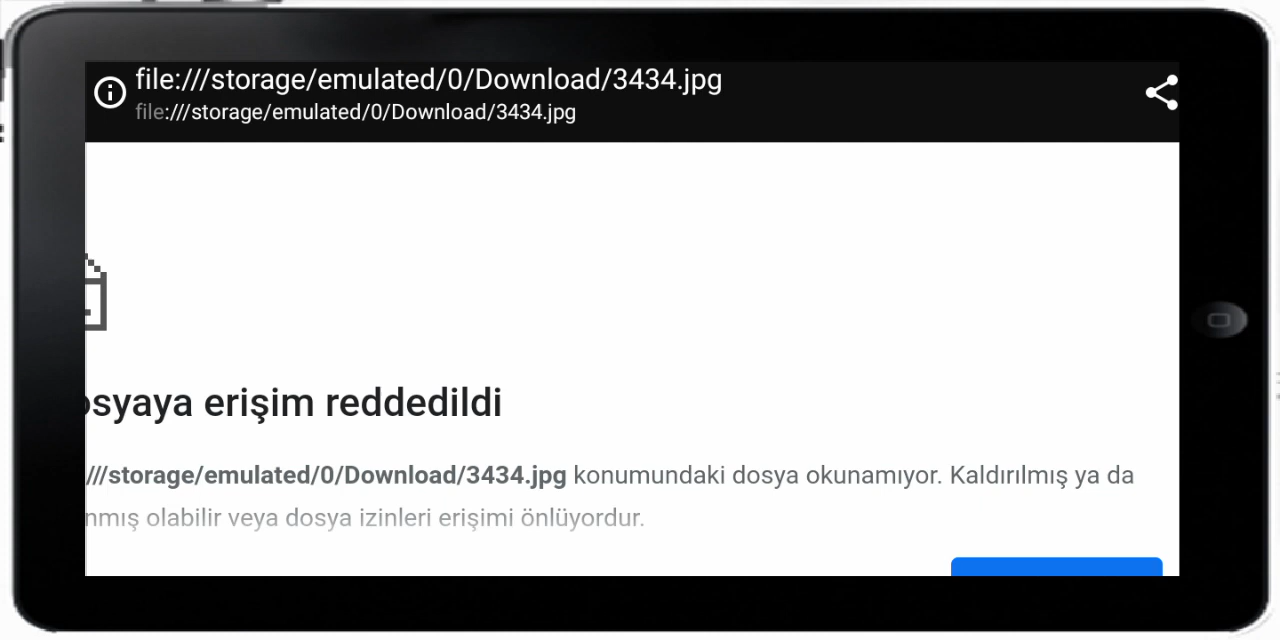 file:///storage/emulated/0/Download/3434.jpg
file:///storage/emulated/0/Download/3434.jpg
osyaya erişim reddedildi
///storage/emulated/0/Download/3434.jpg konumundaki dosya okunamıyor. Kaldırılmış ya da
nmış olabilir veya dosya izinleri erişimi önlüyordur.